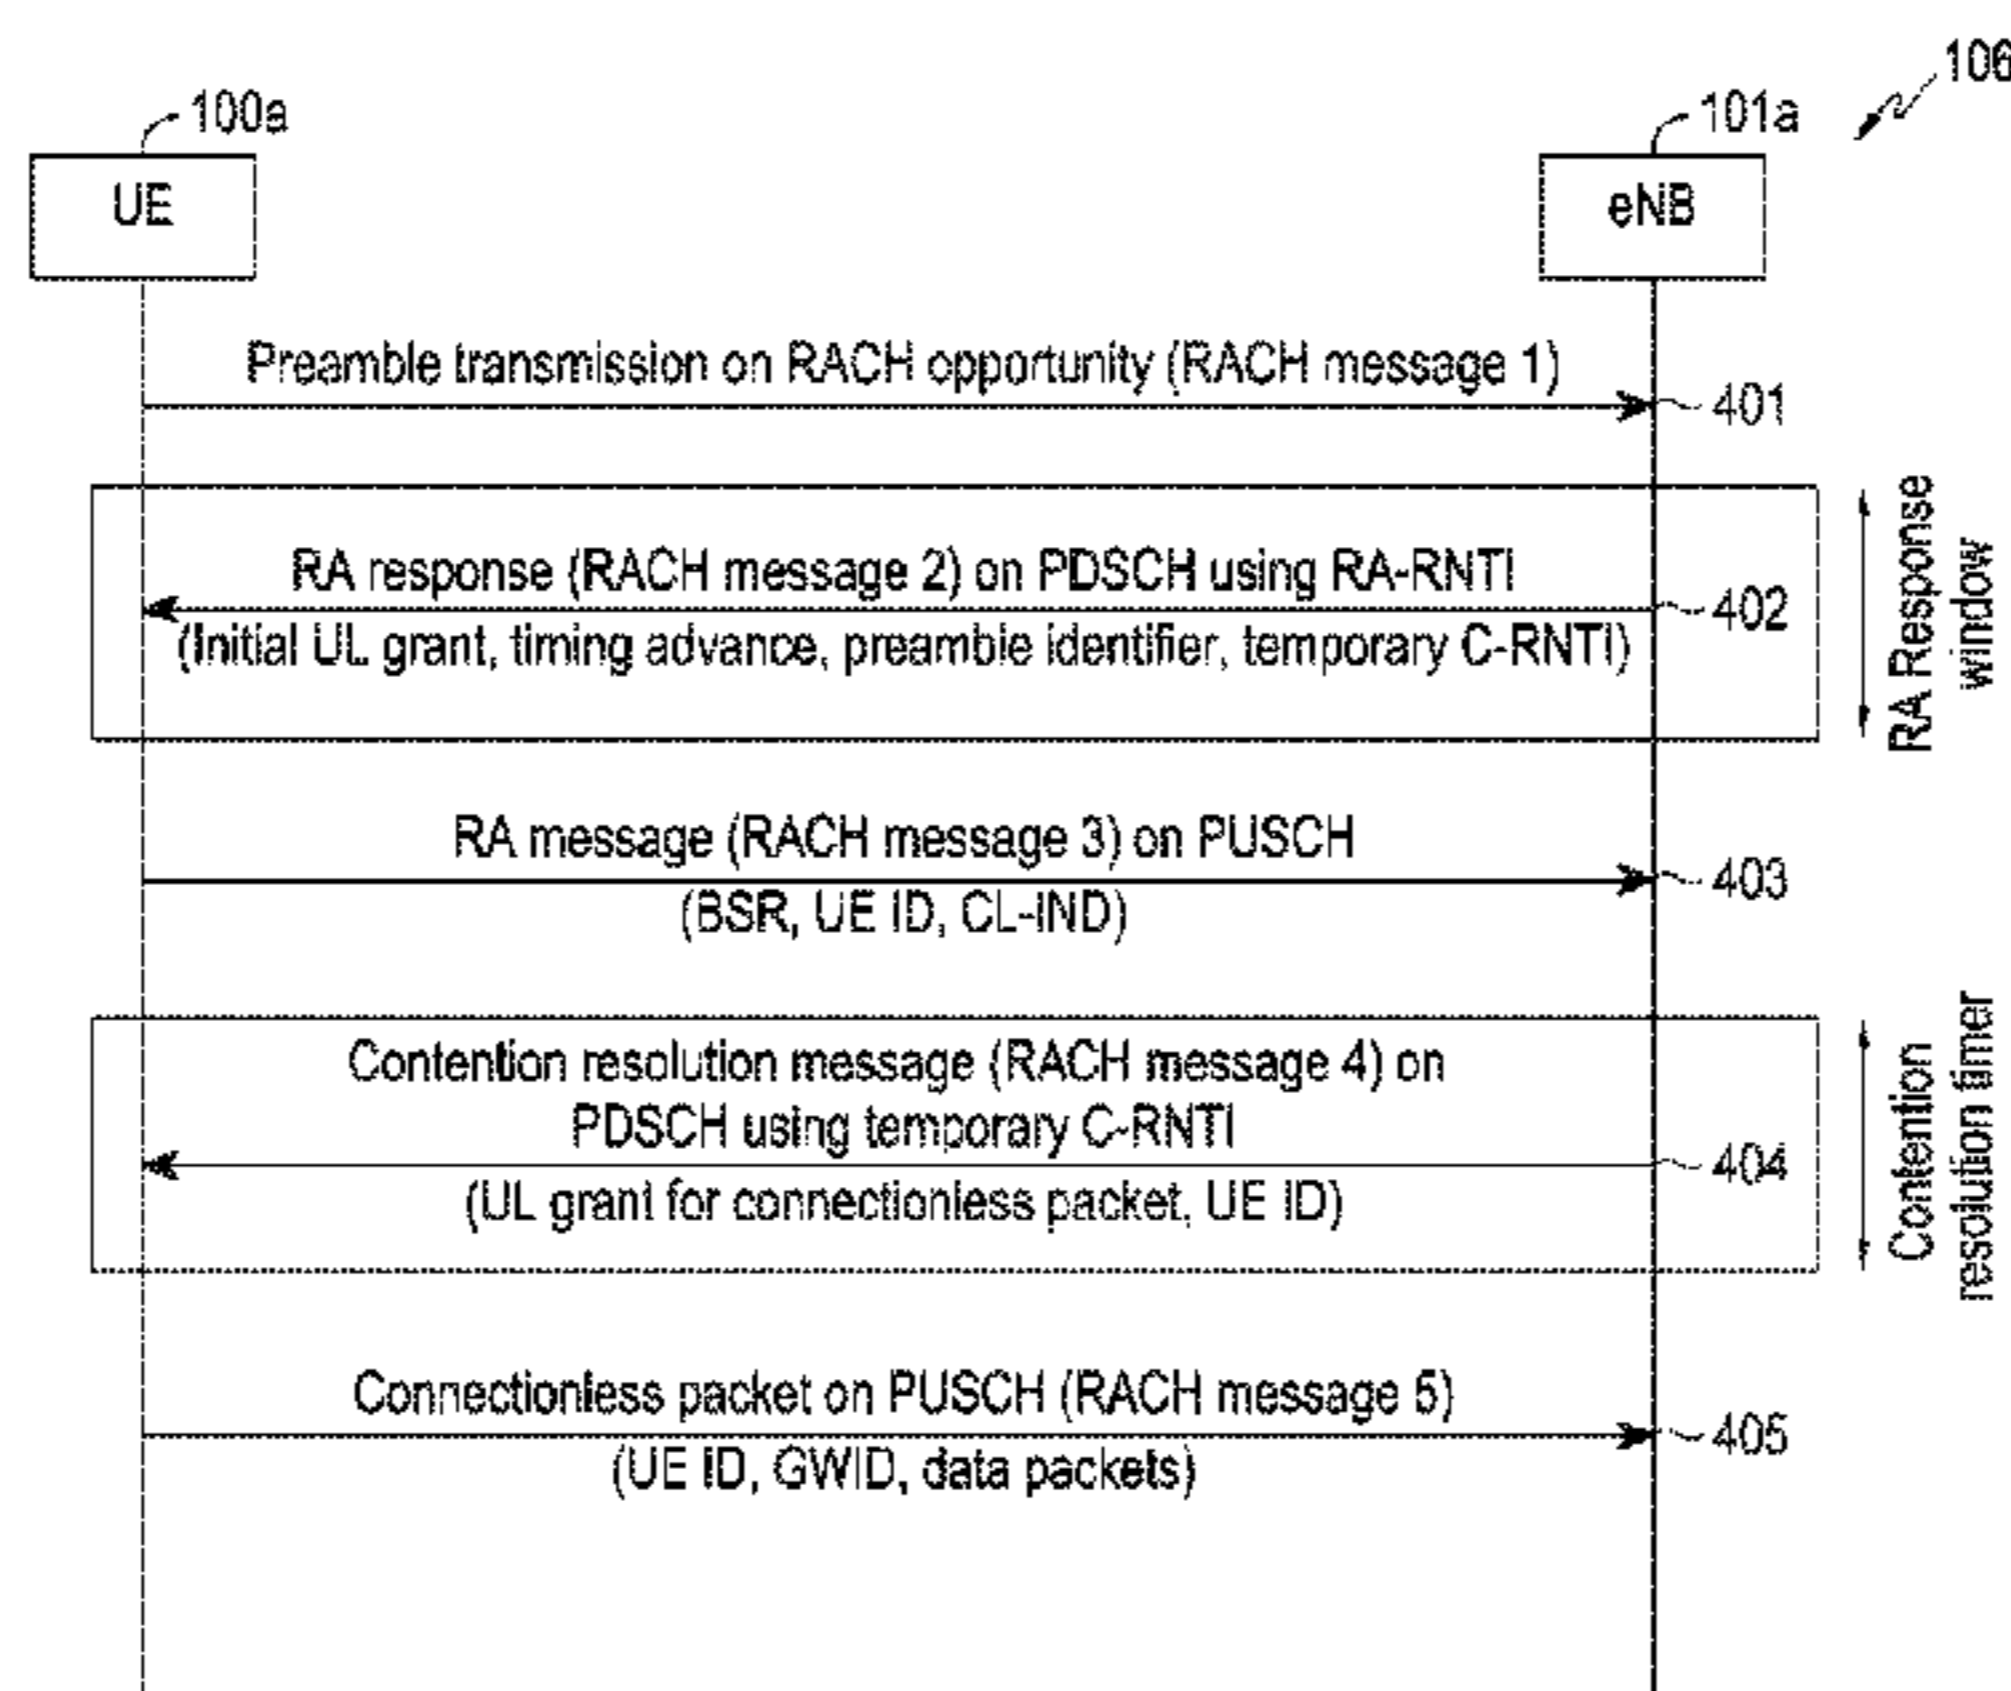 106
100a
101a
UE
eNB
Preamble transmission on RACH opportunity (RACH message 1)
401
RA response (RACH message 2) on PDSCH using RA-RNTI
402
(Initial UL grant, timing advance, preamble identifier, temporary C-RNTI)
RA Response
window
RA message (RACH message 3) on PUSCH
403
(BSR, UE ID, CL-IND)
Contention resolution message (RACH message 4) on
PDSCH using temporary C-RNTI
404
(UL grant for connectionless packet, UE ID)
Contention
resolution timer
Connectionless packet on PUSCH (RACH message 5)
405
(UE ID, GWID, data packets)